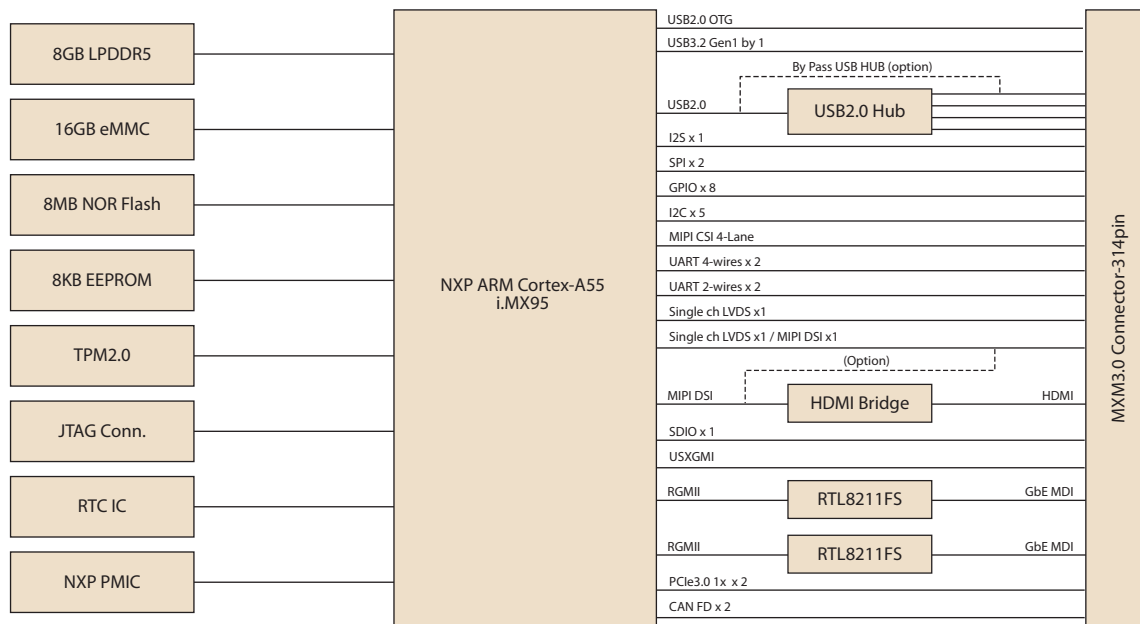 8GB LPDDR5
16GB eMMC
8MB NOR Flash
8KB EEPROM
TPM2.0
JTAG Conn.
RTC IC
NXP PMIC
NXP ARM Cortex-A55
i.MX95
USB2.0 OTG
USB3.2 Gen1 by 1
By Pass USB HUB (option)
USB2.0
USB2.0 Hub
I2S x 1
SPI x 2
GPIO x 8
I2C x 5
MIPI CSI 4-Lane
UART 4-wires x 2
UART 2-wires x 2
Single ch LVDS x1
Single ch LVDS x1 / MIPI DSI x1
(Option)
MIPI DSI
HDMI Bridge
HDMI
SDIO x 1
USXGMI
RGMII
RTL8211FS
GbE MDI
RGMII
RTL8211FS
GbE MDI
PCIe3.0 1x x 2
CAN FD x 2
MXM3.0 Connector-314pin